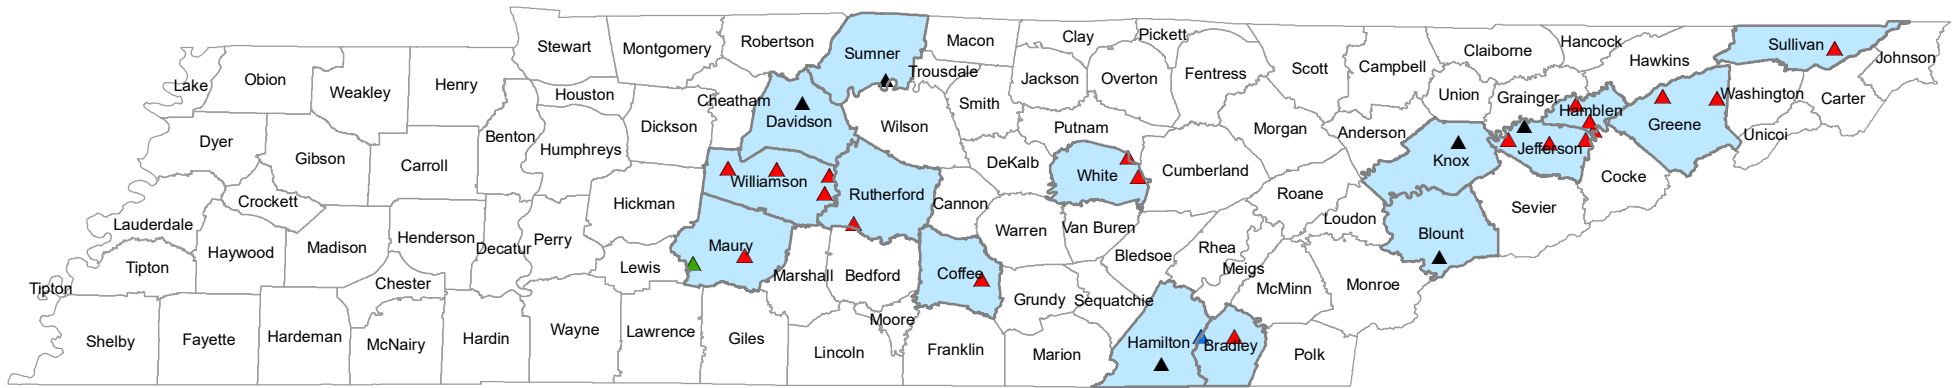 Lake
Obion
Weakley
Henry
Stewart
Montgomery
Robertson
Sumner
Macon
Trousdale
Clay
Pickett
Jackson
Overton
Fentress
Scott
Campbell
Claiborne
Hancock
Hawkins
Sullivan
Johnson
Dyer
Gibson
Carroll
Benton
Houston
Humphreys
Dickson
Cheatham
Davidson
Wilson
Smith
Putnam
DeKalb
White
Cumberland
Morgan
Anderson
Union
Grainger
Hamblen
Jefferson
Knox
Greene
Washington
Carter
Unicoi
Lauderdale
Crockett
Haywood
Madison
Henderson
Decatur
Perry
Hickman
Williamson
Rutherford
Cannon
Warren
Van Buren
Bledsoe
Rhea
Roane
Loudon
Blount
Sevier
Cocke
Tipton
Tipton
Chester
Lewis
Maury
Marshall
Bedford
Coffee
Grundy
Sequatchie
Meigs
McMinn
Monroe
Shelby
Fayette
Hardeman
McNairy
Hardin
Wayne
Lawrence
Giles
Lincoln
Moore
Franklin
Marion
Hamilton
Bradley
Polk